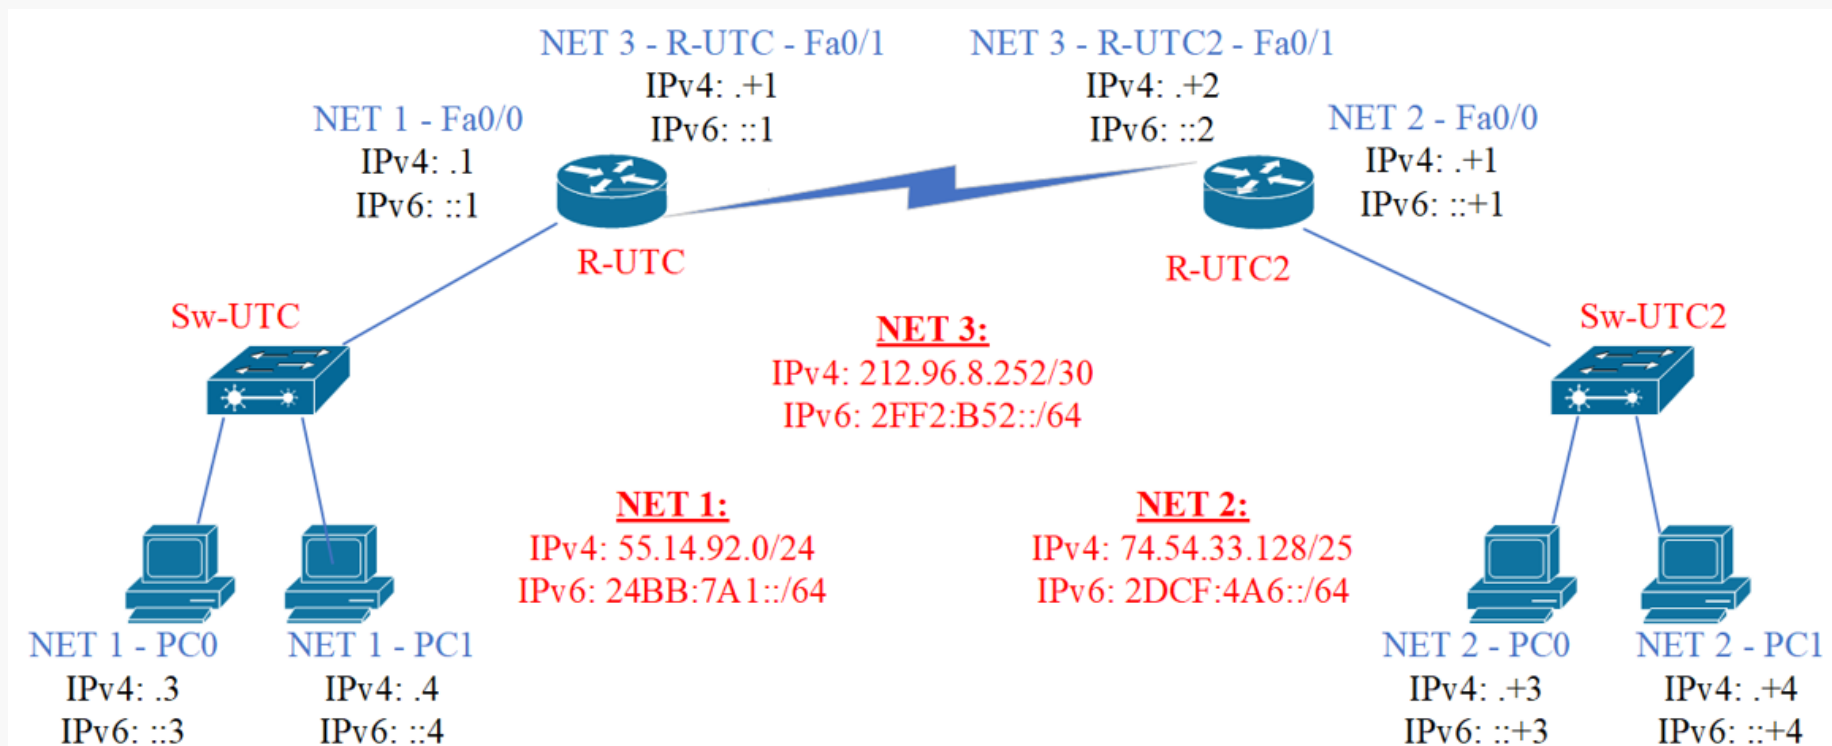 NET 3 - R-UTC - Fa0/1
IPv4: .+1
IPv6: ::1
NET 3 - R-UTC2 - Fa0/1
IPv4: .+2
IPv6: ::2
NET 1 - Fa0/0
IPv4: .1
IPv6: ::1
NET 2 - Fa0/0
IPv4: .+1
IPv6: ::+1
R-UTC
R-UTC2
Sw-UTC
Sw-UTC2
NET 3:
IPv4: 212.96.8.252/30
IPv6: 2FF2:B52::/64
NET 1:
IPv4: 55.14.92.0/24
IPv6: 24BB:7A1::/64
NET 2:
IPv4: 74.54.33.128/25
IPv6: 2DCF:4A6::/64
NET 1 - PC0
IPv4: .3
IPv6: ::3
NET 1 - PC1
IPv4: .4
IPv6: ::4
NET 2 - PC0
IPv4: .+3
IPv6: ::+3
NET 2 - PC1
IPv4: .+4
IPv6: ::+4